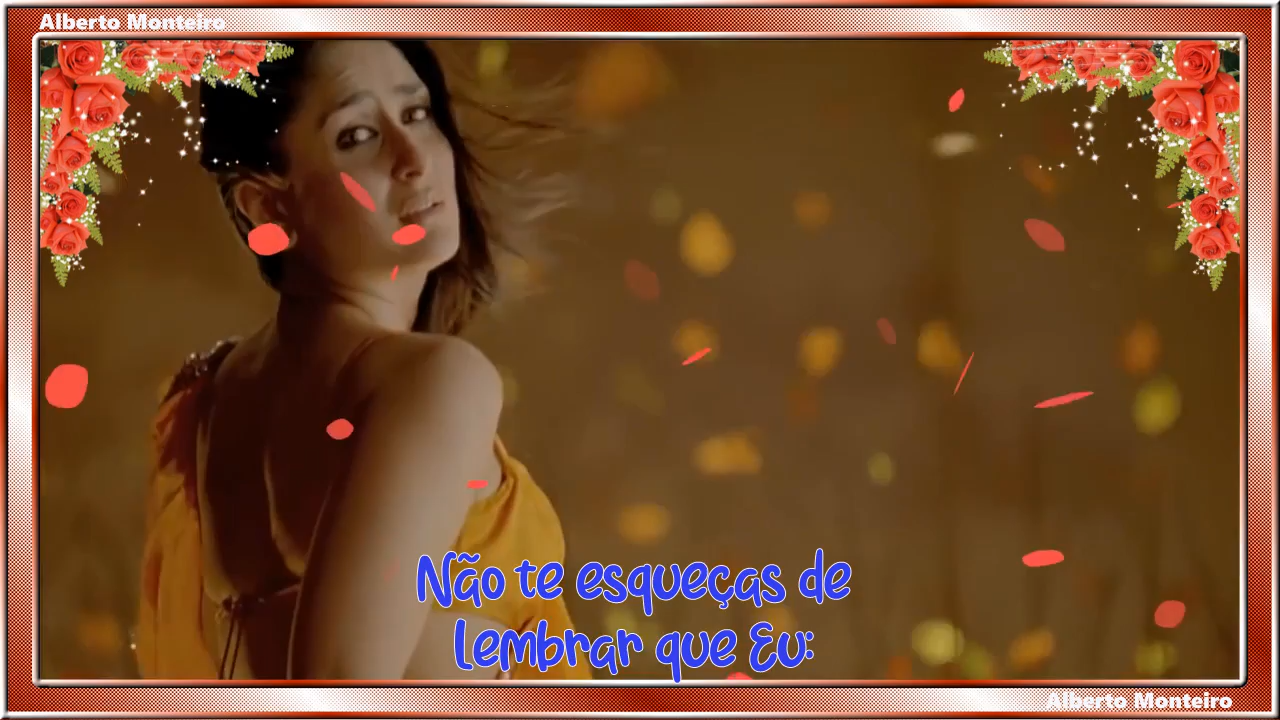 Alberto Monteiro
Não te esqueças de
Lembrar que Eu:
Alberto Monteiro